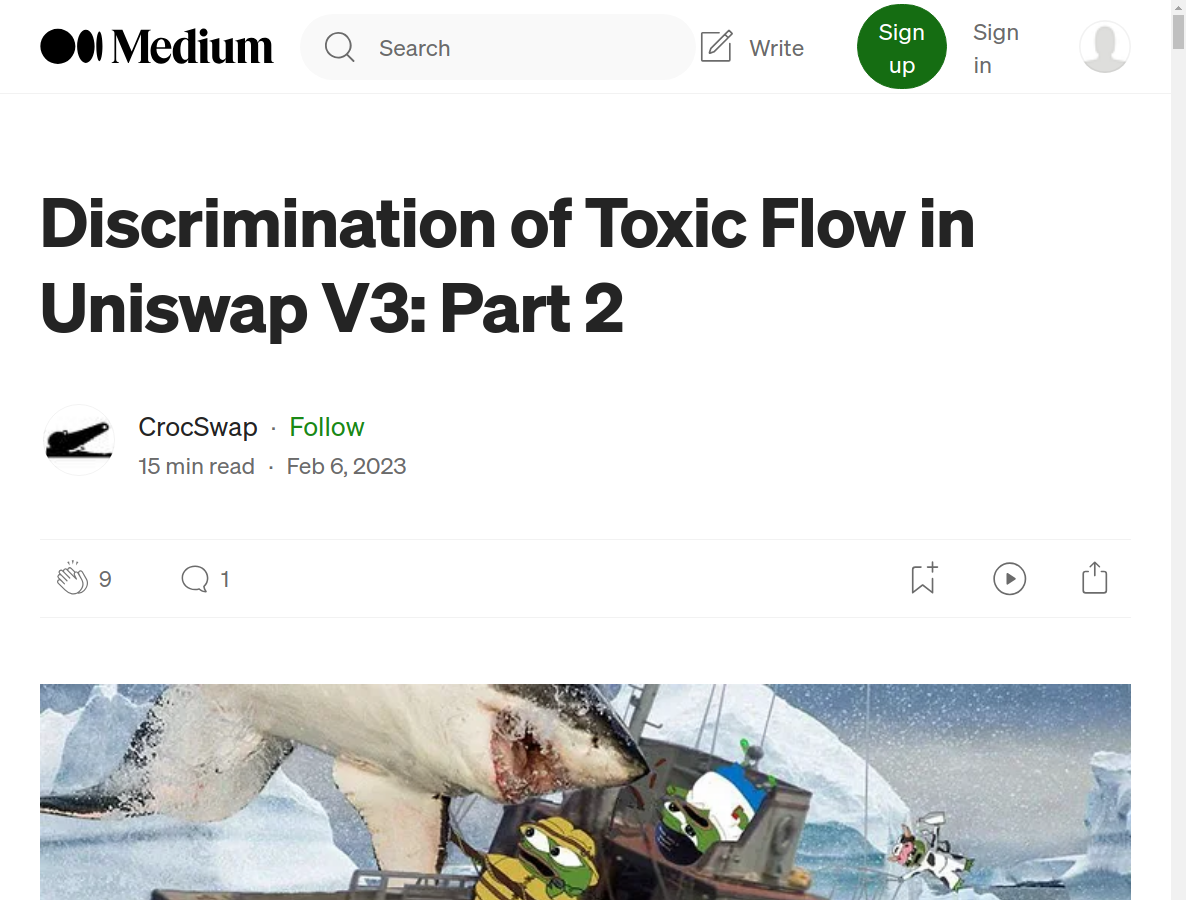 Medium
Search
Write
Sign
up
Sign
in
Discrimination of Toxic Flow in
Uniswap V3: Part 2
CrocSwap · Follow
15 min read · Feb 6, 2023
9
1